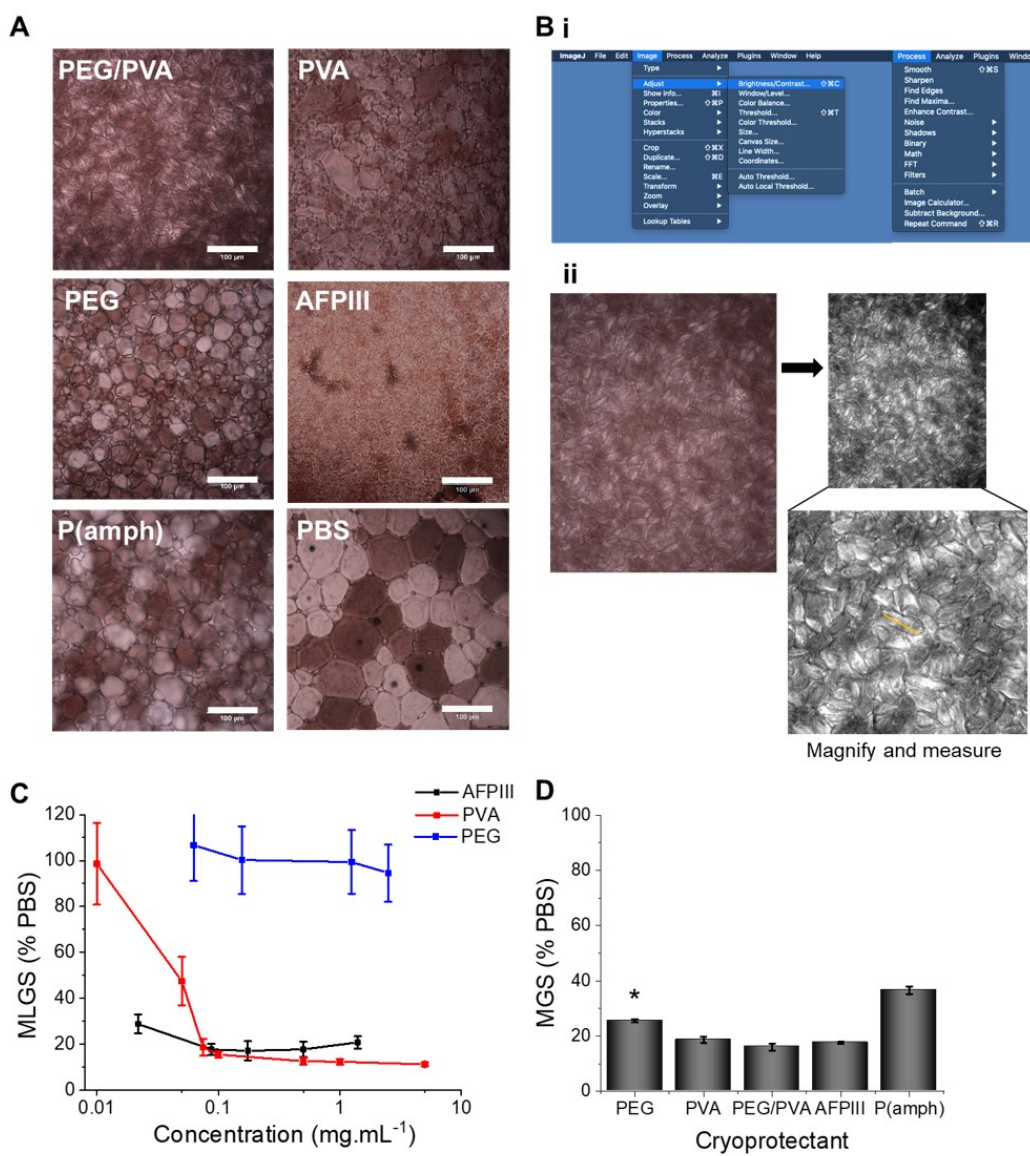 A
PEG/PVA
100 µm
PVA
100 µm
PEG
100 µm
AFPIII
100 µm
P(amph)
100 µm
PBS
100 µm
B i
ImageJ File Edit Image Process Analyze Plugins Window Help
Type
Adjust
Show Info... ⌘I
Properties... ⇧⌘P
Color
Stacks
Hyperstacks
Crop ⇧⌘X
Duplicate... ⇧⌘D
Rename...
Scale... ⌘E
Transform
Zoom
Overlay
Lookup Tables
Brightness/Contrast... ⇧⌘C
Window/Level...
Color Balance...
Threshold... ⇧⌘T
Color Threshold...
Size...
Canvas Size...
Line Width...
Coordinates...
Auto Threshold...
Auto Local Threshold...
Process Analyze Plugins Windo
Smooth ⇧⌘S
Sharpen
Find Edges
Find Maxima...
Enhance Contrast...
Noise
Shadows
Binary
Math
FFT
Filters
Batch
Image Calculator...
Subtract Background...
Repeat Command ⇧⌘R
ii
Magnify and measure
C
AFPIII
PVA
PEG
MLGS (% PBS)
120
100
80
60
40
20
0
0.01 0.1 1 10
Concentration (mg.mL⁻¹)
D
MGS (% PBS)
100
80
60
40
20
0
*
PEG PVA PEG/PVA AFPIII P(amph)
Cryoprotectant